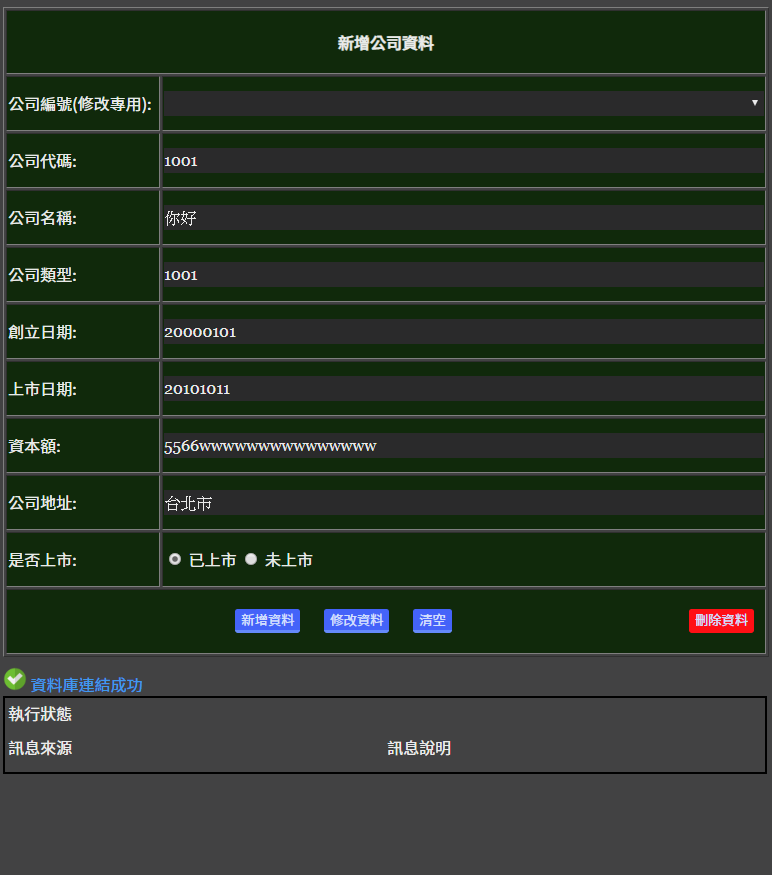 新增公司資料
公司編號(修改專用):
公司代碼: 1001
公司名稱: 你好
公司類型: 1001
創立日期: 20000101
上市日期: 20101011
資本額: 5566wwwwwwwwwwwwwww
公司地址: 台北市
是否上市: 已上市 未上市
新增資料 修改資料 清空 刪除資料
資料庫連結成功
執行狀態
訊息來源 訊息說明